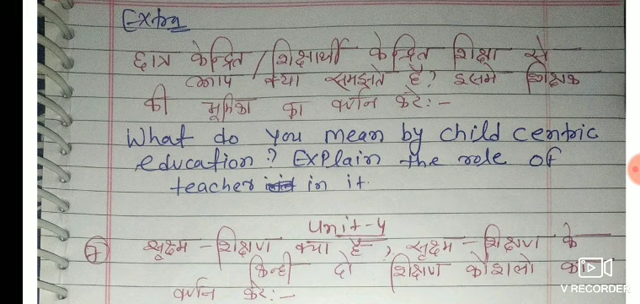 Extra
छात्र केन्द्रित / शिक्षार्थी केन्द्रित शिक्षा से
आप क्या समझते है? इसमे शिक्षक
की भूमिका का वर्णन करे:-
What do you mean by child centric
education? Explain the role of
teacher in it.
Unit-4
7 सूक्ष्म-शिक्षण क्या है, सूक्ष्म-शिक्षण के
किन्ही दो शिक्षण कौशलो का
वर्णन करे:-
V RECORDER